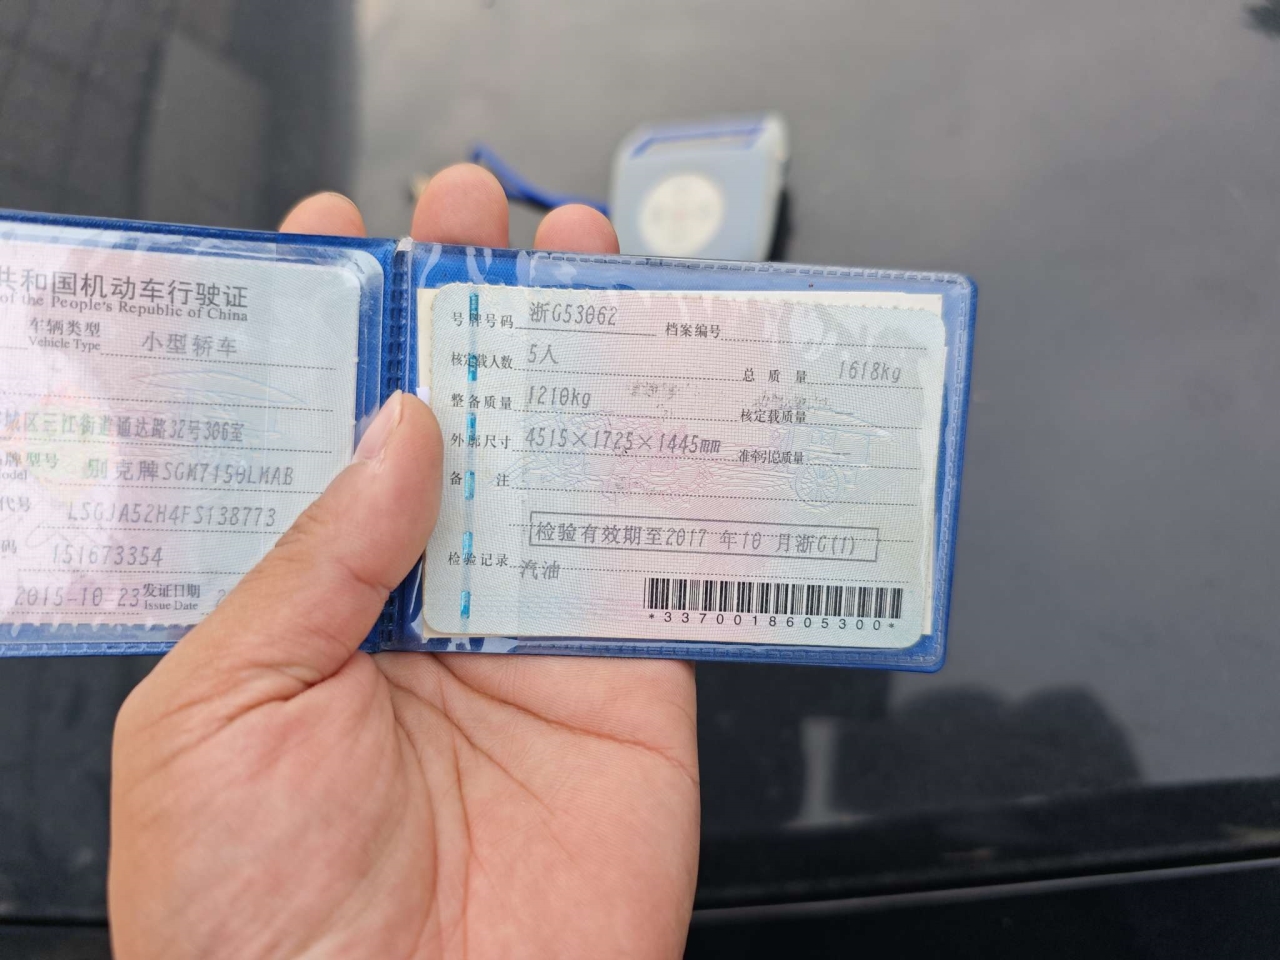 共和国机动车行驶证
of the People's Republic of China
车辆类型 小型轿车
Vehicle Type
城区三江街道通达路32号306室
牌型号 别克牌SGM7150LMAB
odel
代号 LSGJA52H4FS138773
码 151673354
2015-10-23 发证日期
Issue Date
号牌号码 浙G53062 档案编号
核定载人数 5人 总质量 1618kg
整备质量 1210kg 核定载质量
外廓尺寸 4515×1725×1445mm 准牵引总质量
备注
检验有效期至2017年10月浙G(1)
检验记录
汽油
*3370018605300*